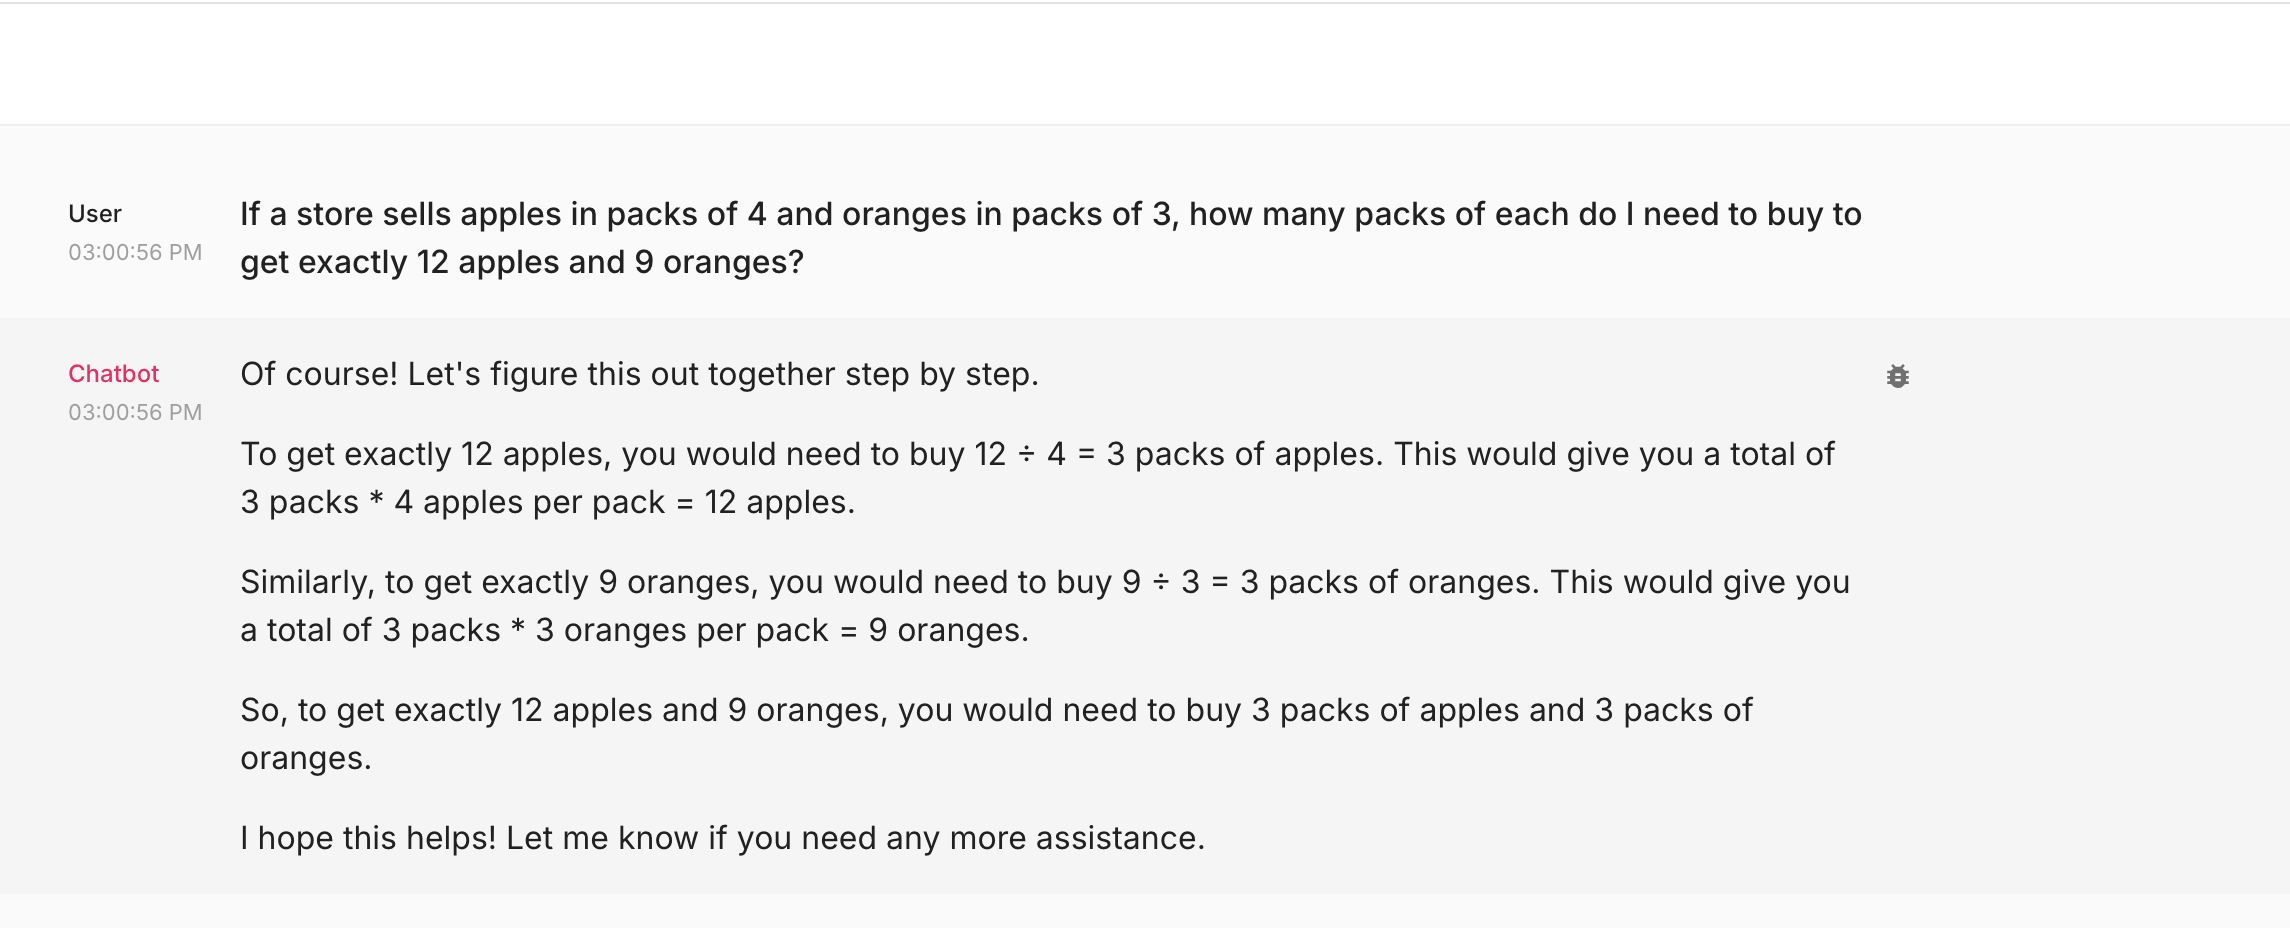 User
03:00:56 PM
If a store sells apples in packs of 4 and oranges in packs of 3, how many packs of each do I need to buy to
get exactly 12 apples and 9 oranges?
Chatbot
03:00:56 PM
Of course! Let's figure this out together step by step.
To get exactly 12 apples, you would need to buy 12 ÷ 4 = 3 packs of apples. This would give you a total of
3 packs * 4 apples per pack = 12 apples.
Similarly, to get exactly 9 oranges, you would need to buy 9 ÷ 3 = 3 packs of oranges. This would give you
a total of 3 packs * 3 oranges per pack = 9 oranges.
So, to get exactly 12 apples and 9 oranges, you would need to buy 3 packs of apples and 3 packs of
oranges.
I hope this helps! Let me know if you need any more assistance.